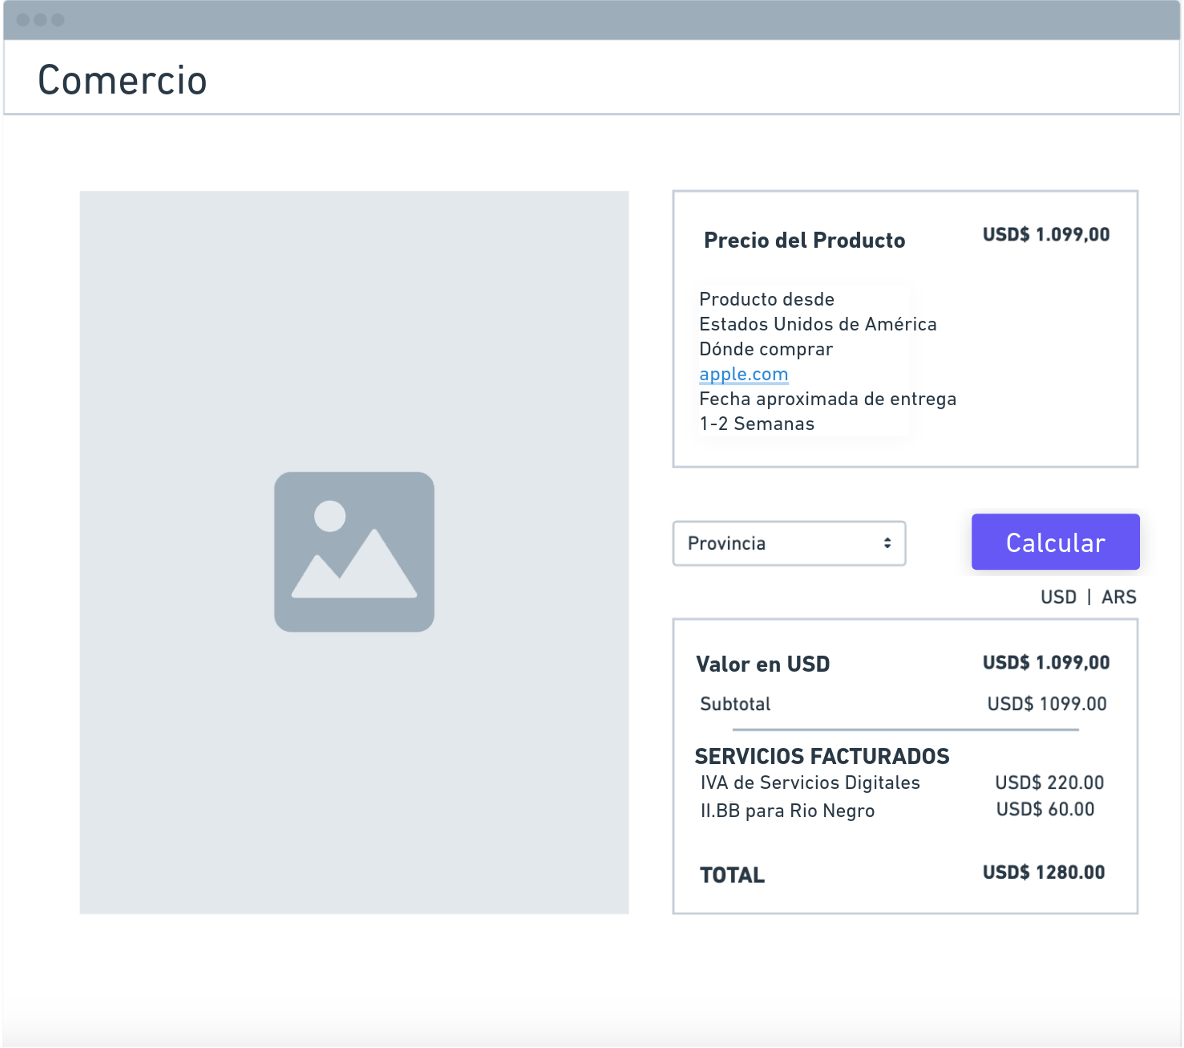 Comercio
Precio del Producto USD$ 1.099,00
Producto desde
Estados Unidos de América
Dónde comprar
apple.com
Fecha aproximada de entrega
1-2 Semanas
Provincia
Calcular
USD | ARS
Valor en USD USD$ 1.099,00
Subtotal USD$ 1099.00
SERVICIOS FACTURADOS
IVA de Servicios Digitales USD$ 220.00
II.BB para Rio Negro USD$ 60.00
TOTAL USD$ 1280.00